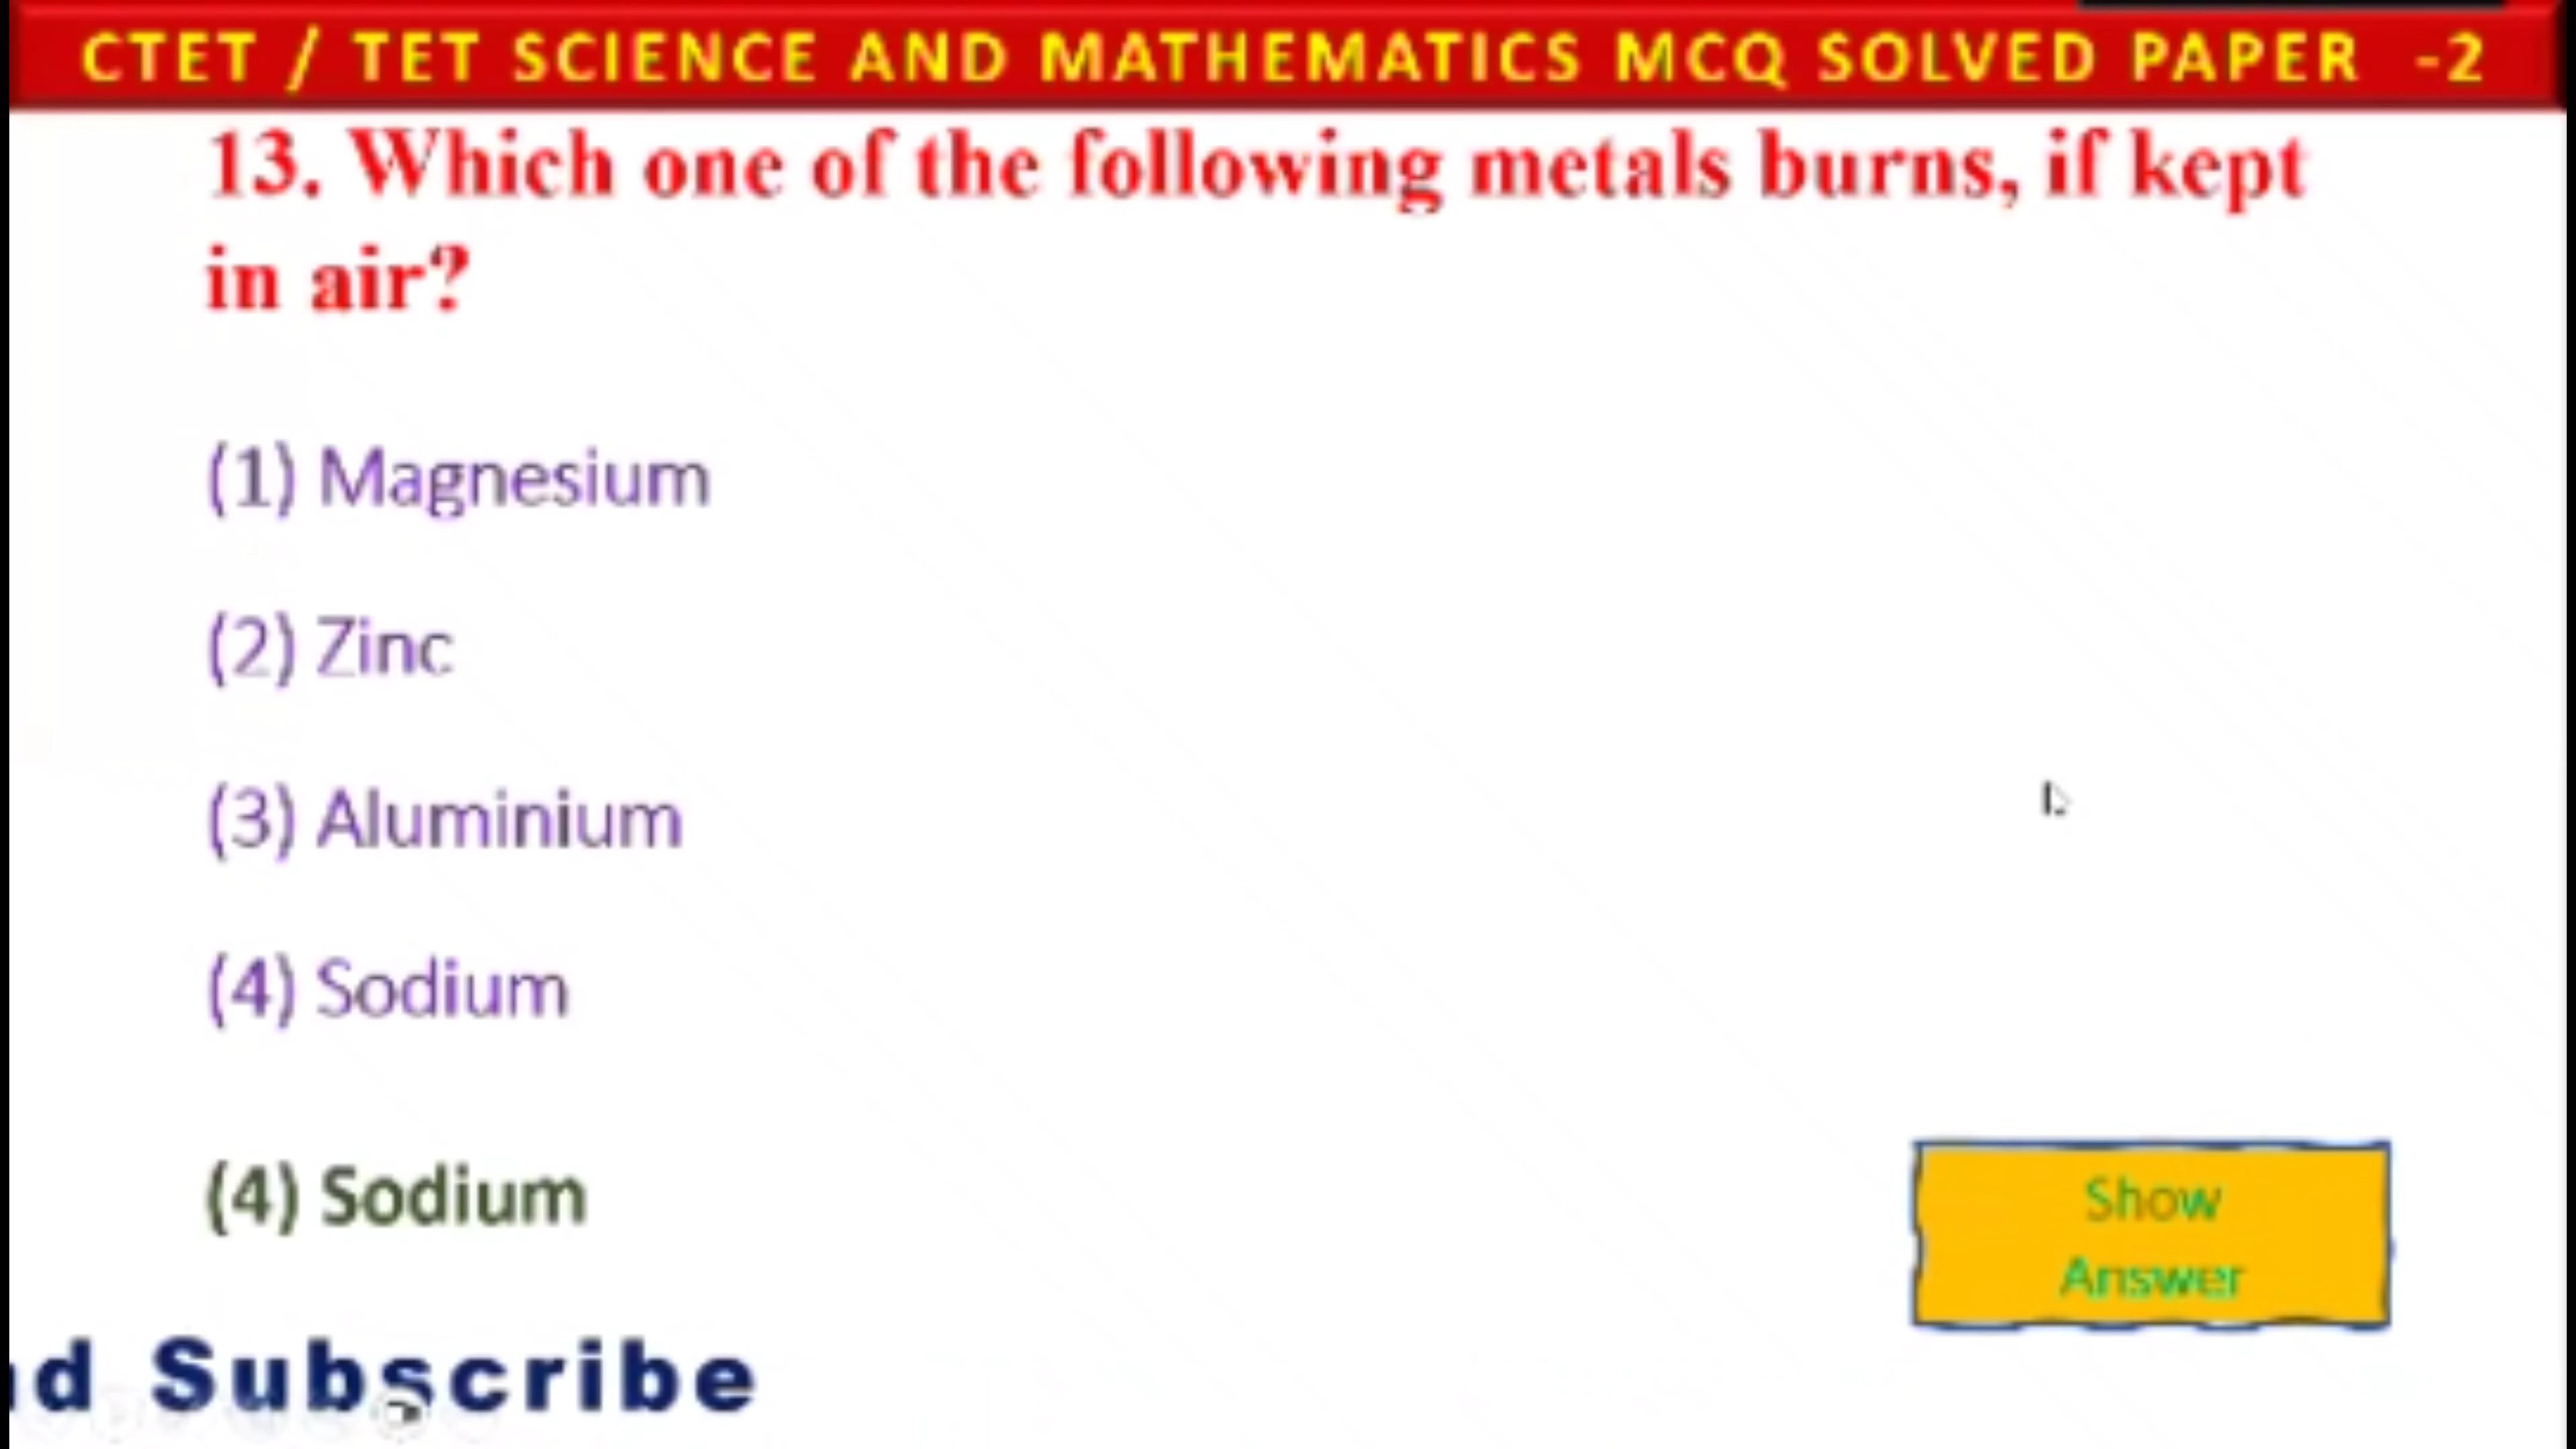 CTET / TET SCIENCE AND MATHEMATICS MCQ SOLVED PAPER -2
13. Which one of the following metals burns, if kept
in air?
(1) Magnesium
(2) Zinc
(3) Aluminium
(4) Sodium
(4) Sodium
Show
Answer
d Subscribe